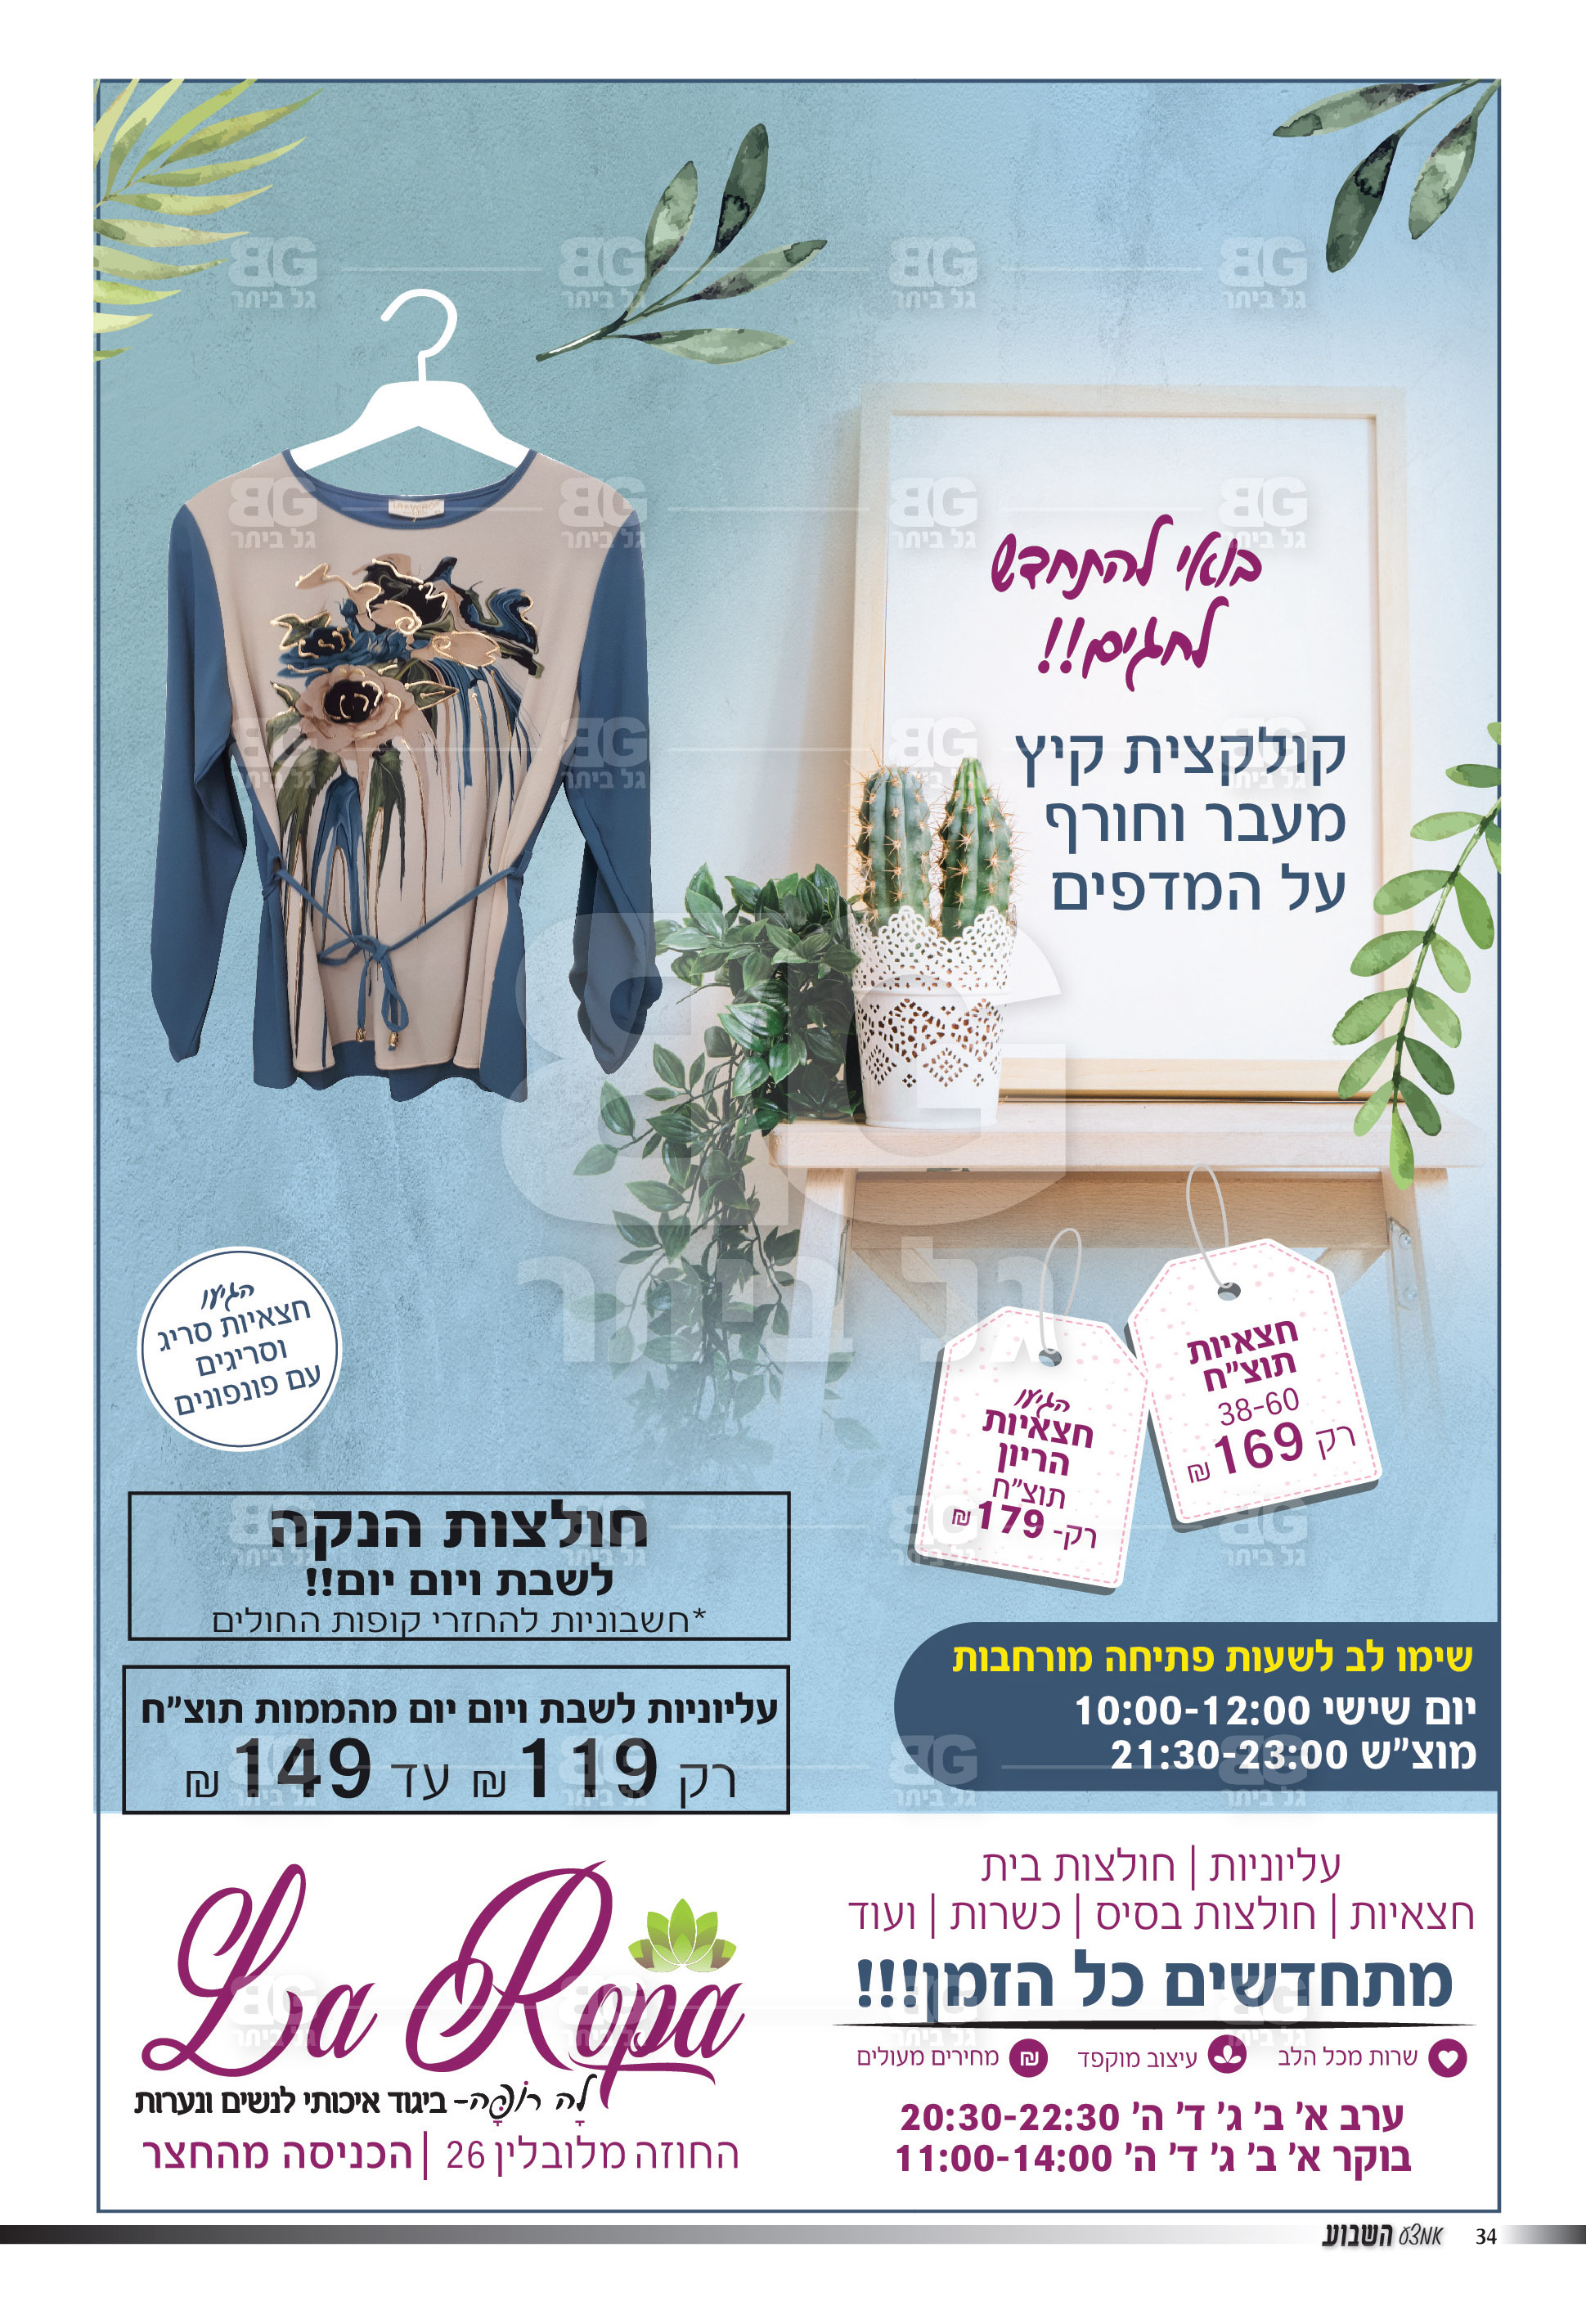 בואי להתחדש
לחגים!!
קולקצית קיץ
מעבר וחורף
על המדפים
חצאיות
תוצ״ח
38-60
רק 169 ₪
הגיעו
חצאיות
הריון
תוצ״ח
רק- 179 ₪
הגיעו
חצאיות סריג
וסריגים
עם פונפונים
חולצות הנקה
לשבת ויום יום!!
*חשבוניות להחזרי קופות החולים
עליוניות לשבת ויום יום מהממות תוצ״ח
רק 119 ₪ עד 149 ₪
שימו לב לשעות פתיחה מורחבות
יום שישי 10:00-12:00
מוצ״ש 21:30-23:00
עליוניות | חולצות בית
חצאיות | חולצות בסיס | כשרות | ועוד
מתחדשים כל הזמן!!!
שרות מכל הלב עיצוב מוקפד מחירים מעולים
ערב א׳ ב׳ ג׳ ד׳ ה׳ 20:30-22:30
בוקר א׳ ב׳ ג׳ ד׳ ה׳ 11:00-14:00
La Ropa
לָה רוֹפָּה- ביגוד איכותי לנשים ונערות
החוזה מלובלין 26 | הכניסה מהחצר
34 אמצע השבוע
BG
גל ביתר